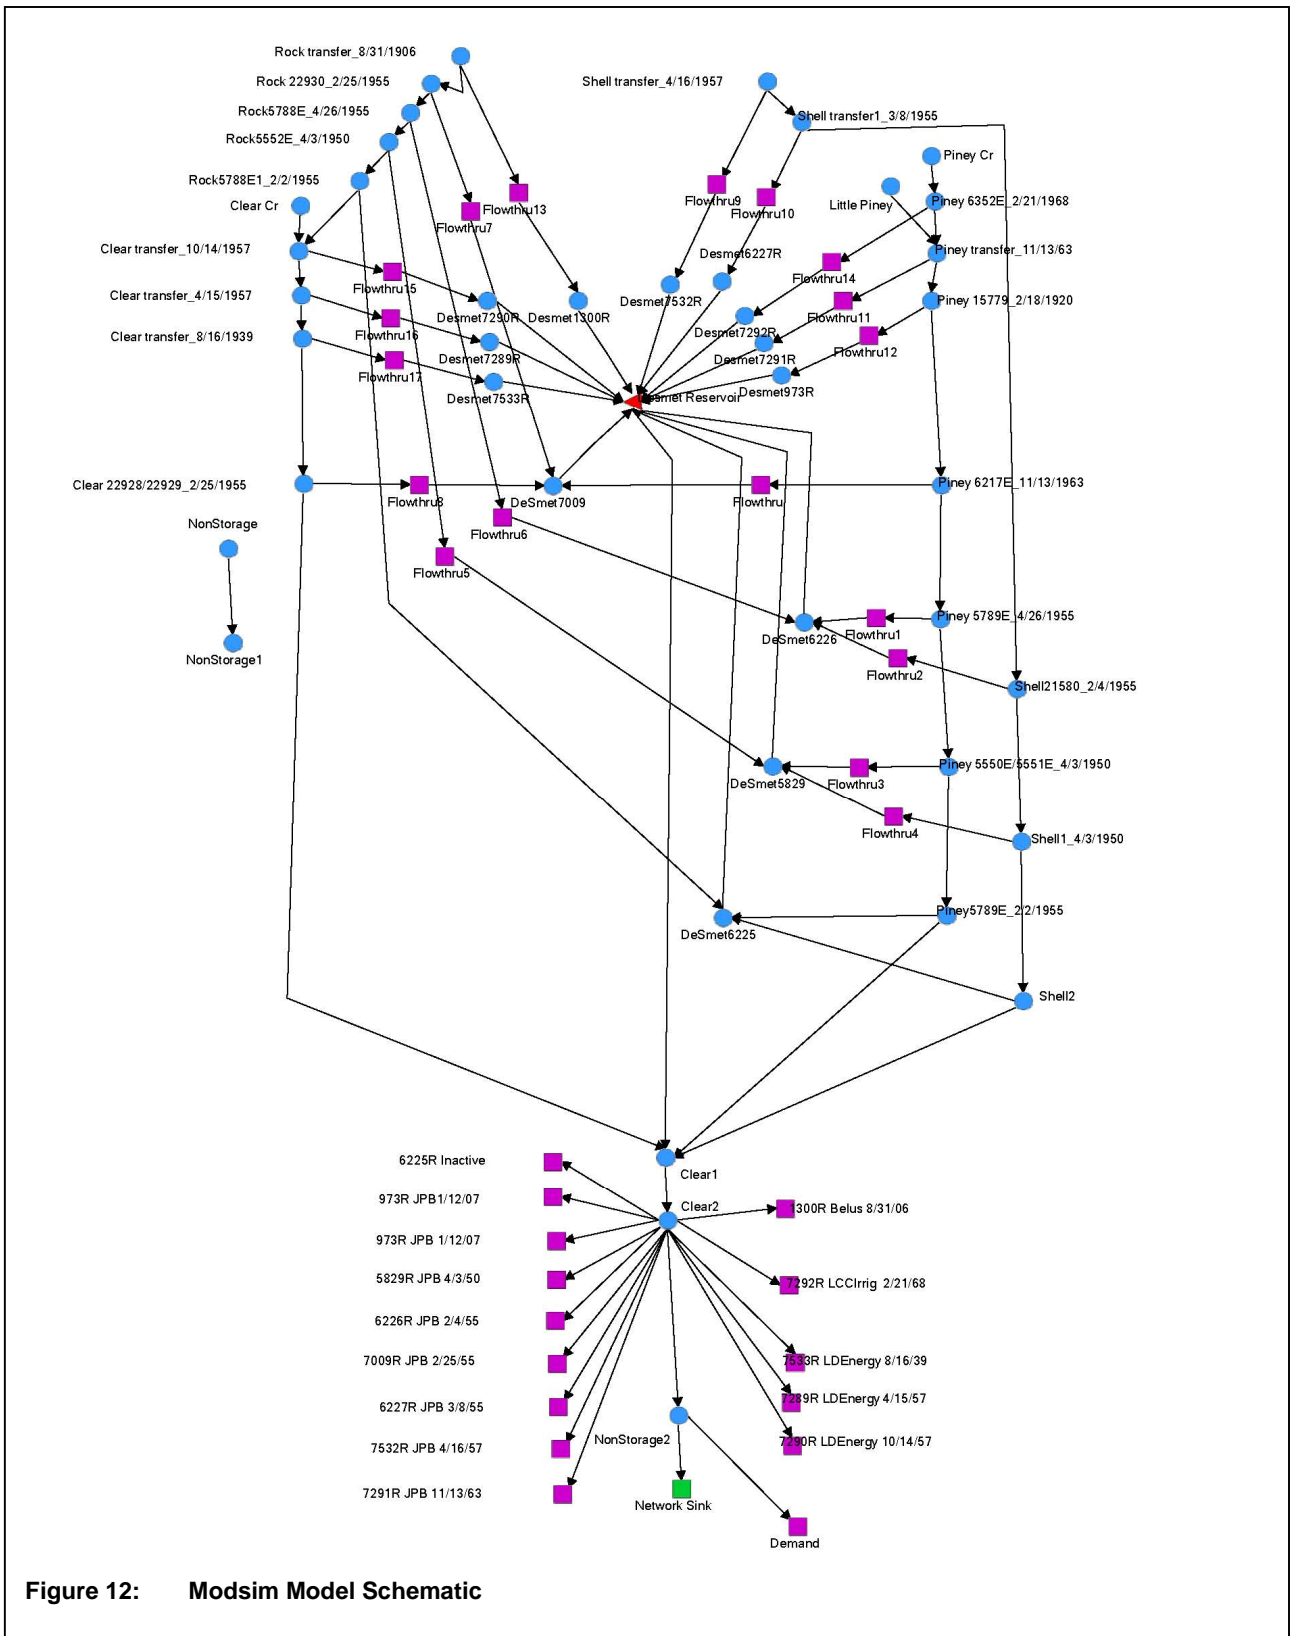 Rock transfer_8/31/1906
Rock 22930_2/25/1955
Rock5788E_4/26/1955
Rock5552E_4/3/1950
Rock5788E1_2/2/1955
Clear Cr
Clear transfer_10/14/1957
Clear transfer_4/15/1957
Clear transfer_8/16/1939
Shell transfer_4/16/1957
Shell transfer1_3/8/1955
Piney Cr
Little Piney
Piney 6352E_2/21/1968
Piney transfer_11/13/63
Piney 15779_2/18/1920
Flowthru13
Flowthru7
Flowthru9
Flowthru10
Flowthru15
Flowthru16
Flowthru17
Flowthru14
Flowthru11
Flowthru12
Desmet6227R
Desmet7532R
Desmet7290R
Desmet1300R
Desmet7289R
Desmet7533R
Desmet7292R
Desmet7291R
Desmet973R
Desmet Reservoir
Clear 22928/22929_2/25/1955
Flowthru8
DeSmet7009
Flowthru
Piney 6217E_11/13/1963
NonStorage
Flowthru6
Flowthru5
NonStorage1
DeSmet6226
Flowthru1
Piney 5789E_4/26/1955
Flowthru2
Shell21580_2/4/1955
DeSmet5829
Flowthru3
Piney 5550E/5551E_4/3/1950
Flowthru4
Shell1_4/3/1950
DeSmet6225
Piney5789E_2/2/1955
Shell2
Clear1
Clear2
6225R Inactive
973R JPB1/12/07
973R JPB 1/12/07
5829R JPB 4/3/50
6226R JPB 2/4/55
7009R JPB 2/25/55
6227R JPB 3/8/55
7532R JPB 4/16/57
7291R JPB 11/13/63
1300R Belus 8/31/06
7292R LCCIrrig 2/21/68
7533R LDEnergy 8/16/39
7289R LDEnergy 4/15/57
7290R LDEnergy 10/14/57
NonStorage2
Network Sink
Demand
Figure 12: Modsim Model Schematic